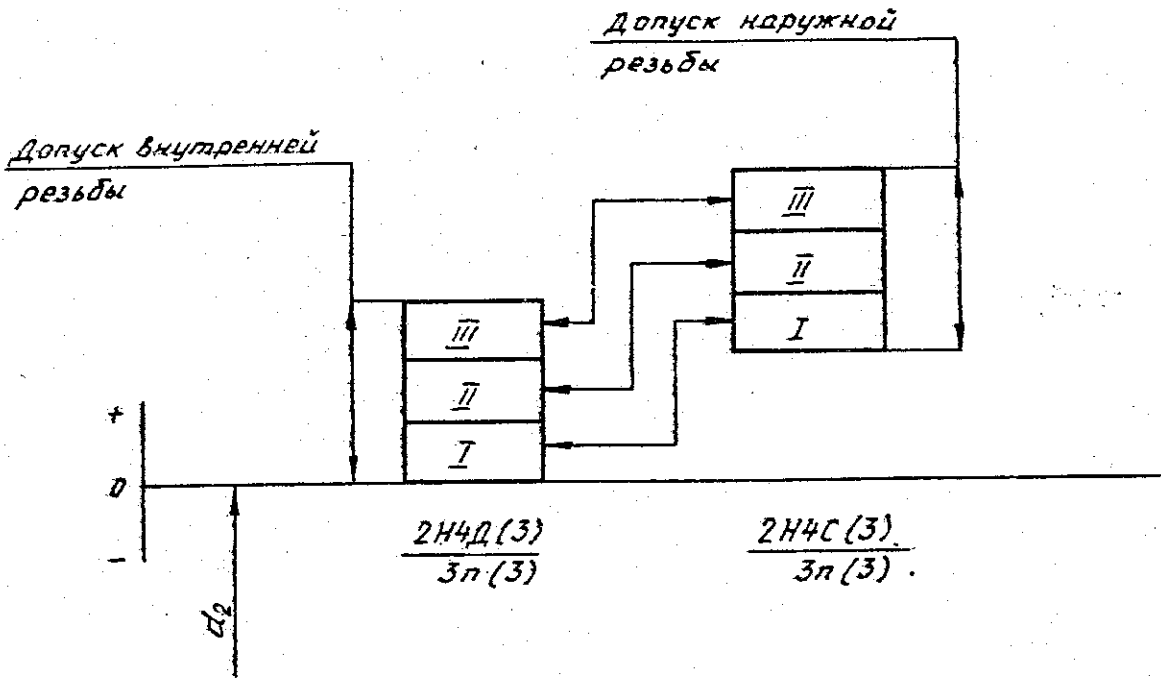 Допуск наружной
резьбы
Допуск внутренней
резьбы
III
II
I
III
II
I
+
0
-
d₂
2Н4Д(3)
3п(3)
2Н4С(3)
3п(3).